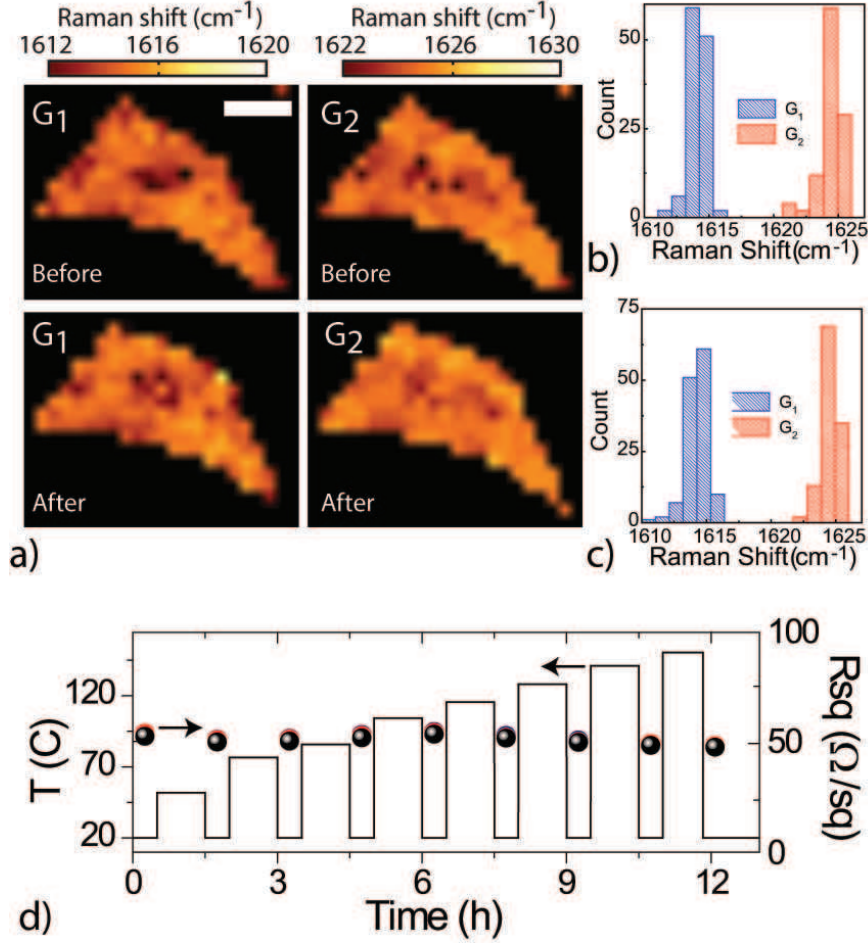 Raman shift (cm⁻¹)
1612 1616 1620
Raman shift (cm⁻¹)
1622 1626 1630
G₁
Before
G₂
Before
G₁
After
G₂
After
a)
60
30
0
Count
G₁
G₂
1610 1615 1620 1625
Raman Shift(cm⁻¹)
b)
75
50
25
0
Count
G₁
G₂
1610 1615 1620 1625
Raman Shift(cm⁻¹)
c)
120
70
20
T (C)
100
50
0
Rsq (Ω/sq)
0 3 6 9 12
Time (h)
d)